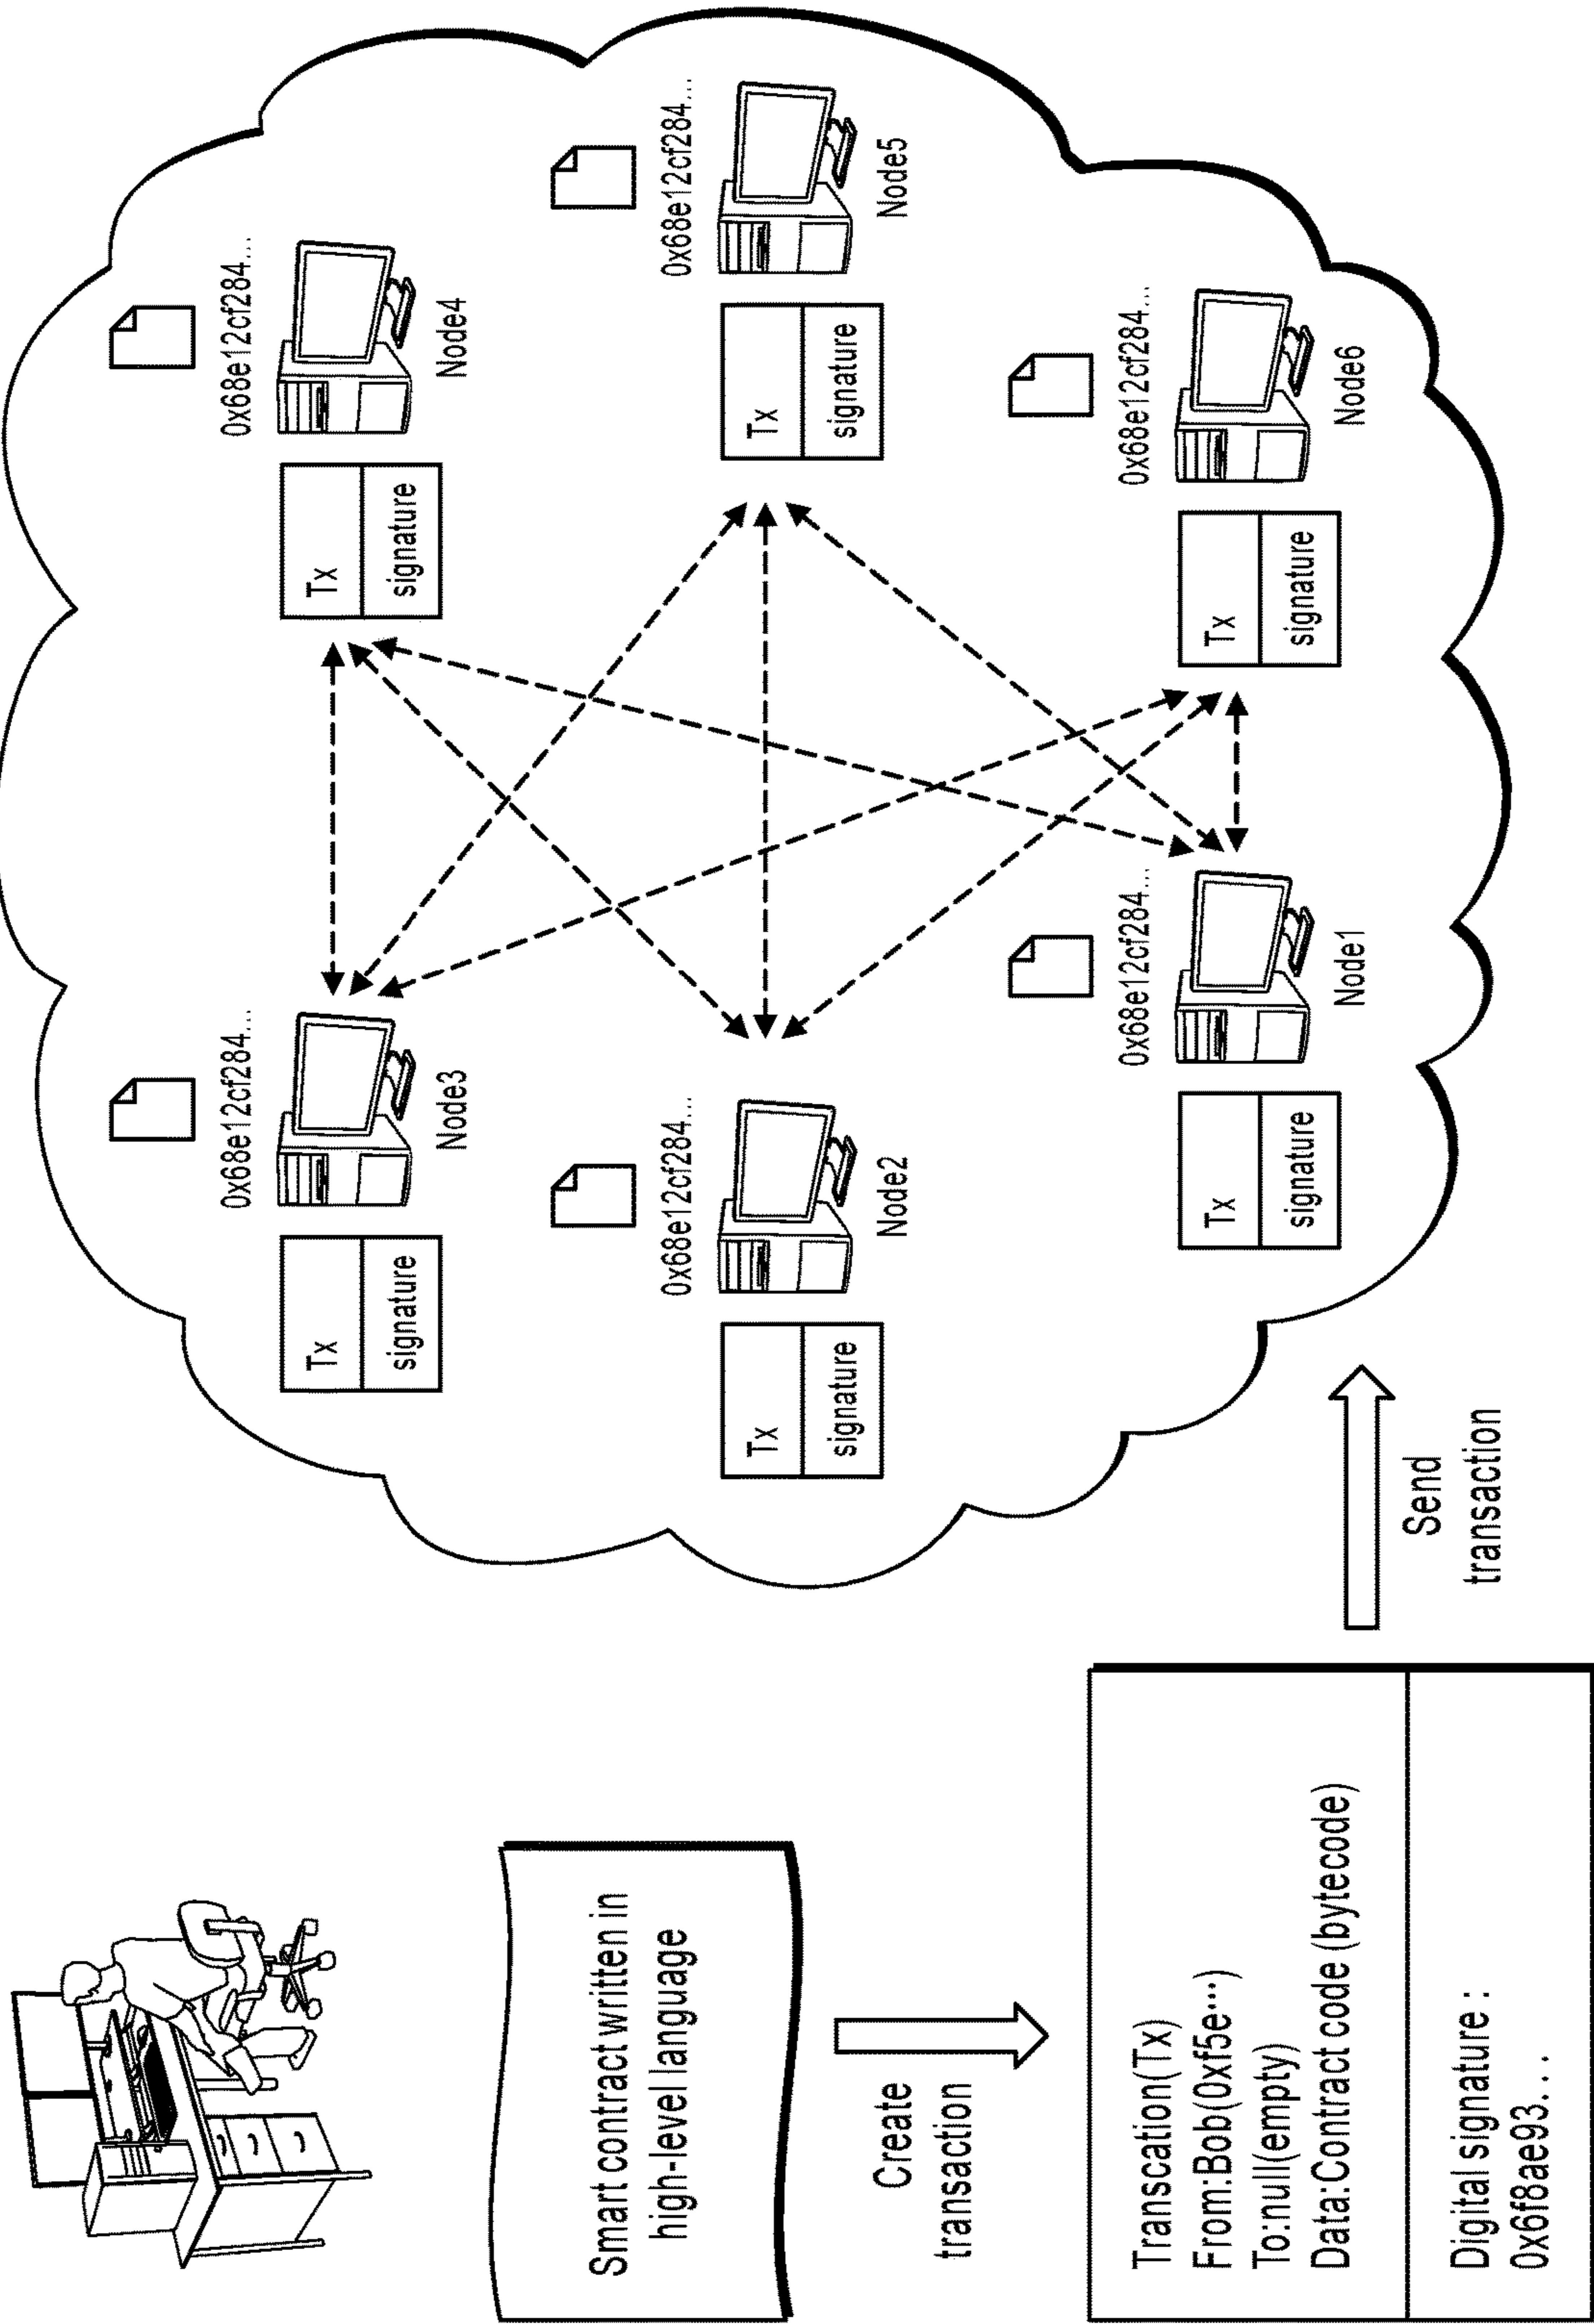 Smart contract written in
high-level language
Create
transaction
Transcation(Tx)
From:Bob(0xf5e···)
To:null(empty)
Data:Contract code (bytecode)
Digital signature :
0x6f8ae93...
Send
transaction
0x68e12cf284...
Tx
signature
Node3
0x68e12cf284...
Tx
signature
Node4
0x68e12cf284...
Tx
signature
Node2
0x68e12cf284...
Tx
signature
Node5
0x68e12cf284...
Tx
signature
Node1
0x68e12cf284...
Tx
signature
Node6